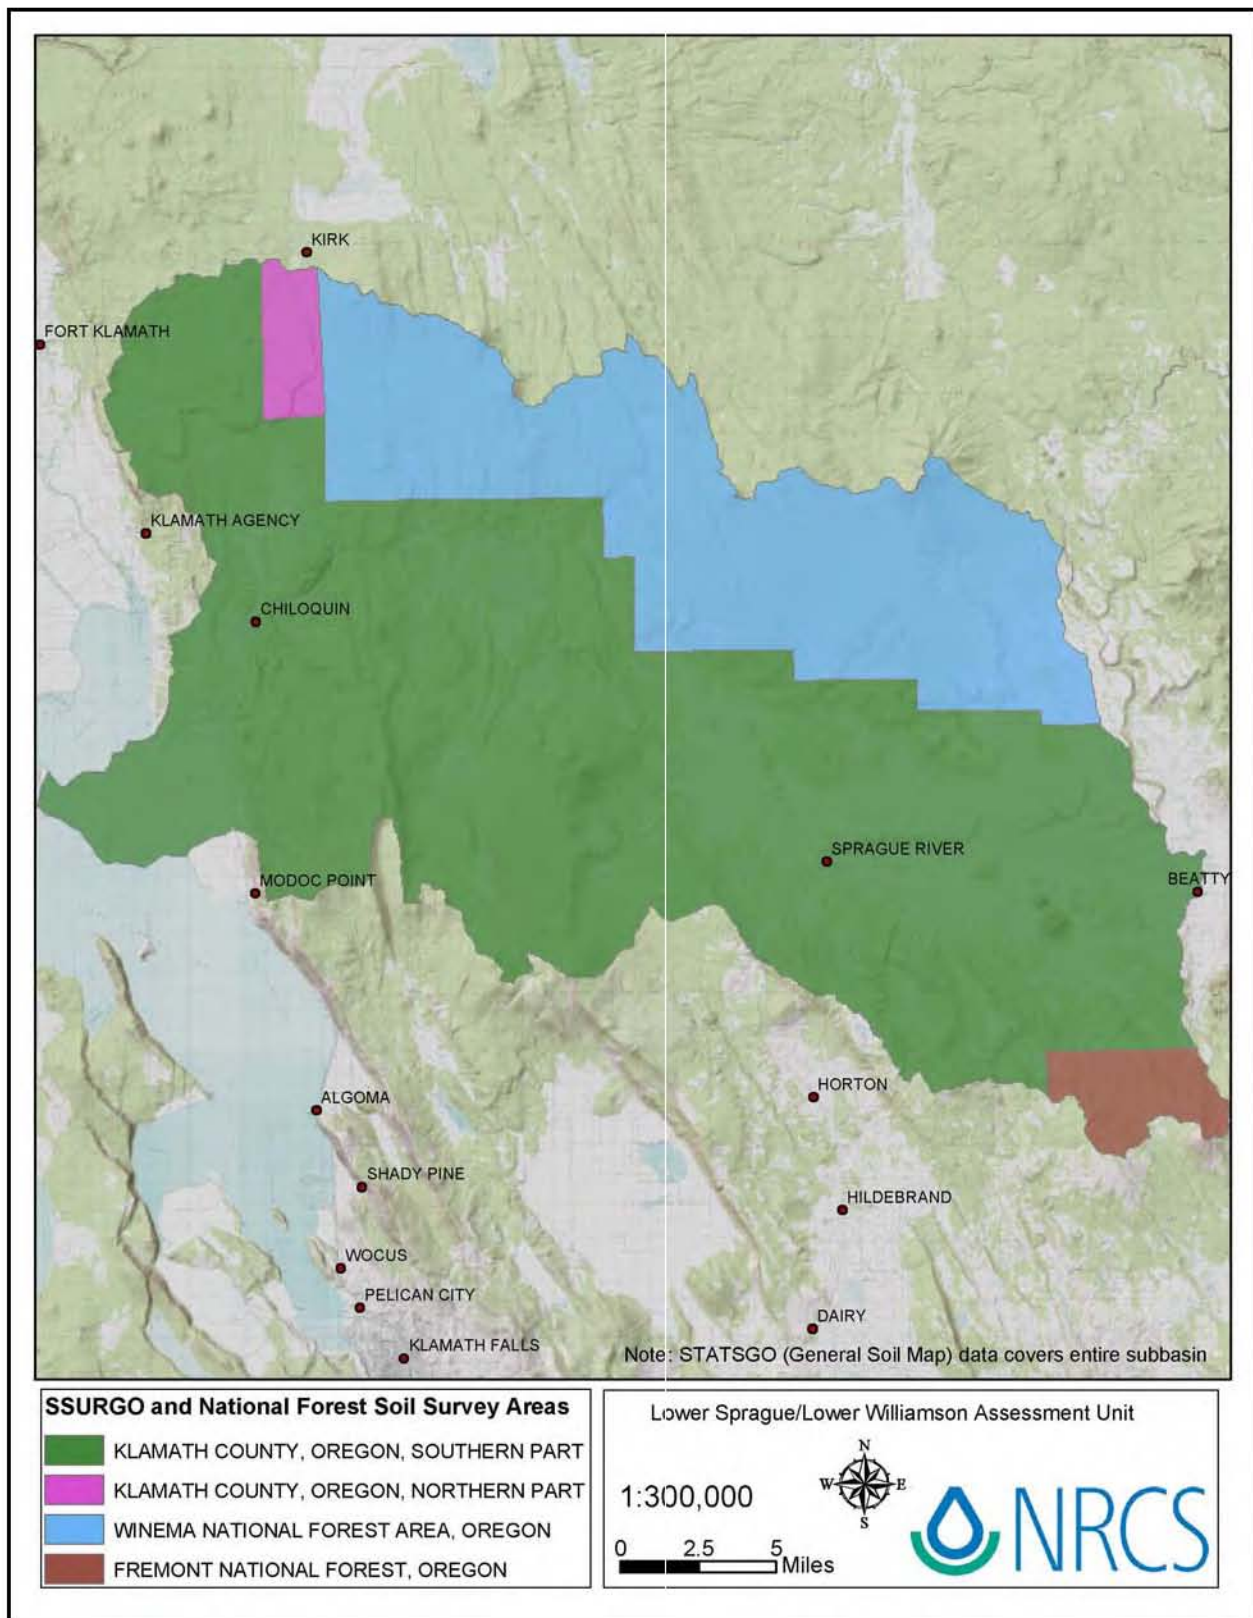 KIRK
FORT KLAMATH
KLAMATH AGENCY
CHILOQUIN
SPRAGUE RIVER
BEATTY
MODOC POINT
HORTON
ALGOMA
SHADY PINE
HILDEBRAND
WOCUS
PELICAN CITY
DAIRY
KLAMATH FALLS
Note: STATSGO (General Soil Map) data covers entire subbasin
SSURGO and National Forest Soil Survey Areas
KLAMATH COUNTY, OREGON, SOUTHERN PART
KLAMATH COUNTY, OREGON, NORTHERN PART
WINEMA NATIONAL FOREST AREA, OREGON
FREMONT NATIONAL FOREST, OREGON
Lower Sprague/Lower Williamson Assessment Unit
N
W E
S
1:300,000
0 2.5 5
Miles
NRCS